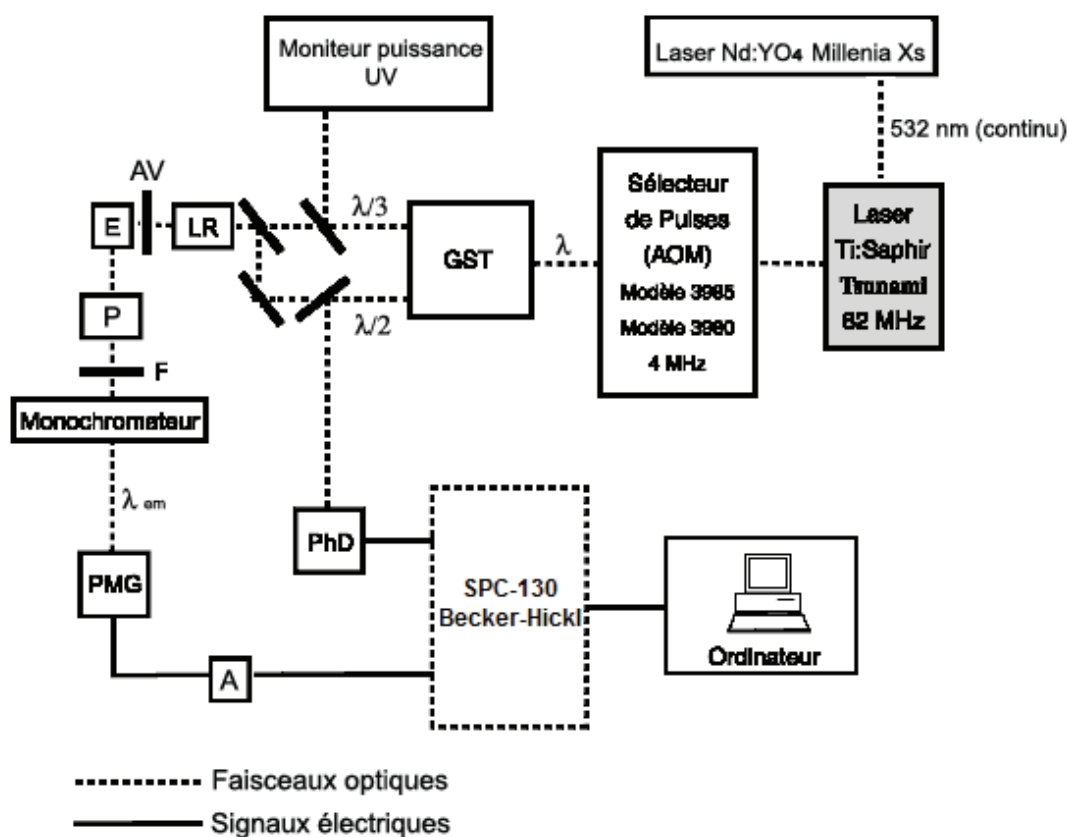 Moniteur puissance
UV
Laser Nd:YO4 Millenia Xs
532 nm (continu)
AV
E
LR
λ/3
GST
λ
Sélecteur
de Pulses
(AOM)
Modèle 3985
Modèle 3980
4 MHz
Laser
Ti:Saphir
Tsunami
82 MHz
λ/2
P
F
Monochromateur
λ em
PhD
PMG
SPC-130
Becker-Hickl
Ordinateur
A
Faisceaux optiques
Signaux électriques